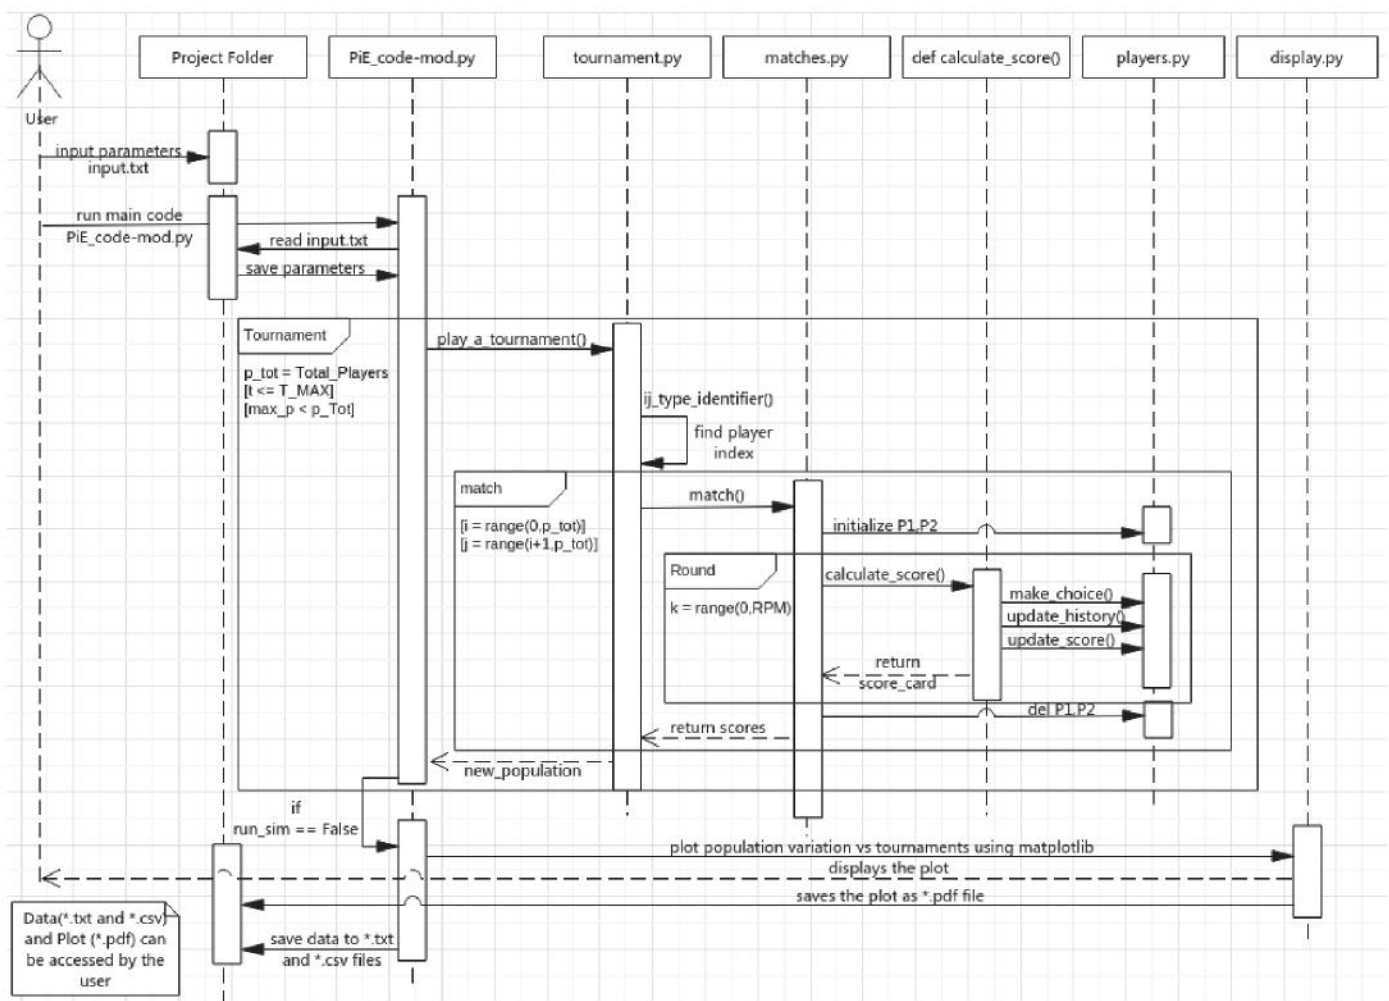 Project Folder
PiE_code-mod.py
tournament.py
matches.py
def calculate_score()
players.py
display.py
User
input parameters
input.txt
run main code
PiE_code-mod.py
read input.txt
save parameters
Tournament
p_tot = Total_Players
[t <= T_MAX]
[max_p < p_Tot]
play_a_tournament()
ij_type_identifier()
find player
index
match
[i = range(0,p_tot)]
[j = range(i+1,p_tot)]
match()
initialize P1,P2
Round
k = range(0,RPM)
calculate_score()
make_choice()
update_history()
update_score()
return
score_card
del P1,P2
return scores
new_population
if
run_sim == False
plot population variation vs tournaments using matplotlib
displays the plot
saves the plot as *.pdf file
save data to *.txt
and *.csv files
Data(*.txt and *.csv)
and Plot (*.pdf) can
be accessed by the
user